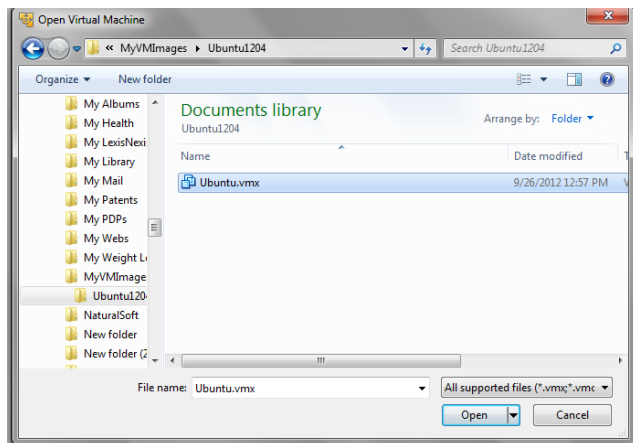 Open Virtual Machine
« MyVMImages ▸ Ubuntu1204
Search Ubuntu1204
Organize ▾ New folder
My Albums
My Health
My LexisNexi
My Library
My Mail
My Patents
My PDPs
My Webs
My Weight L
MyVMImage
Ubuntu120
NaturalSoft
New folder
New folder (2
Documents library
Ubuntu1204
Arrange by: Folder ▾
Name Date modified T
Ubuntu.vmx 9/26/2012 12:57 PM V
File name: Ubuntu.vmx
All supported files (*.vmx;*.vmc
Open Cancel